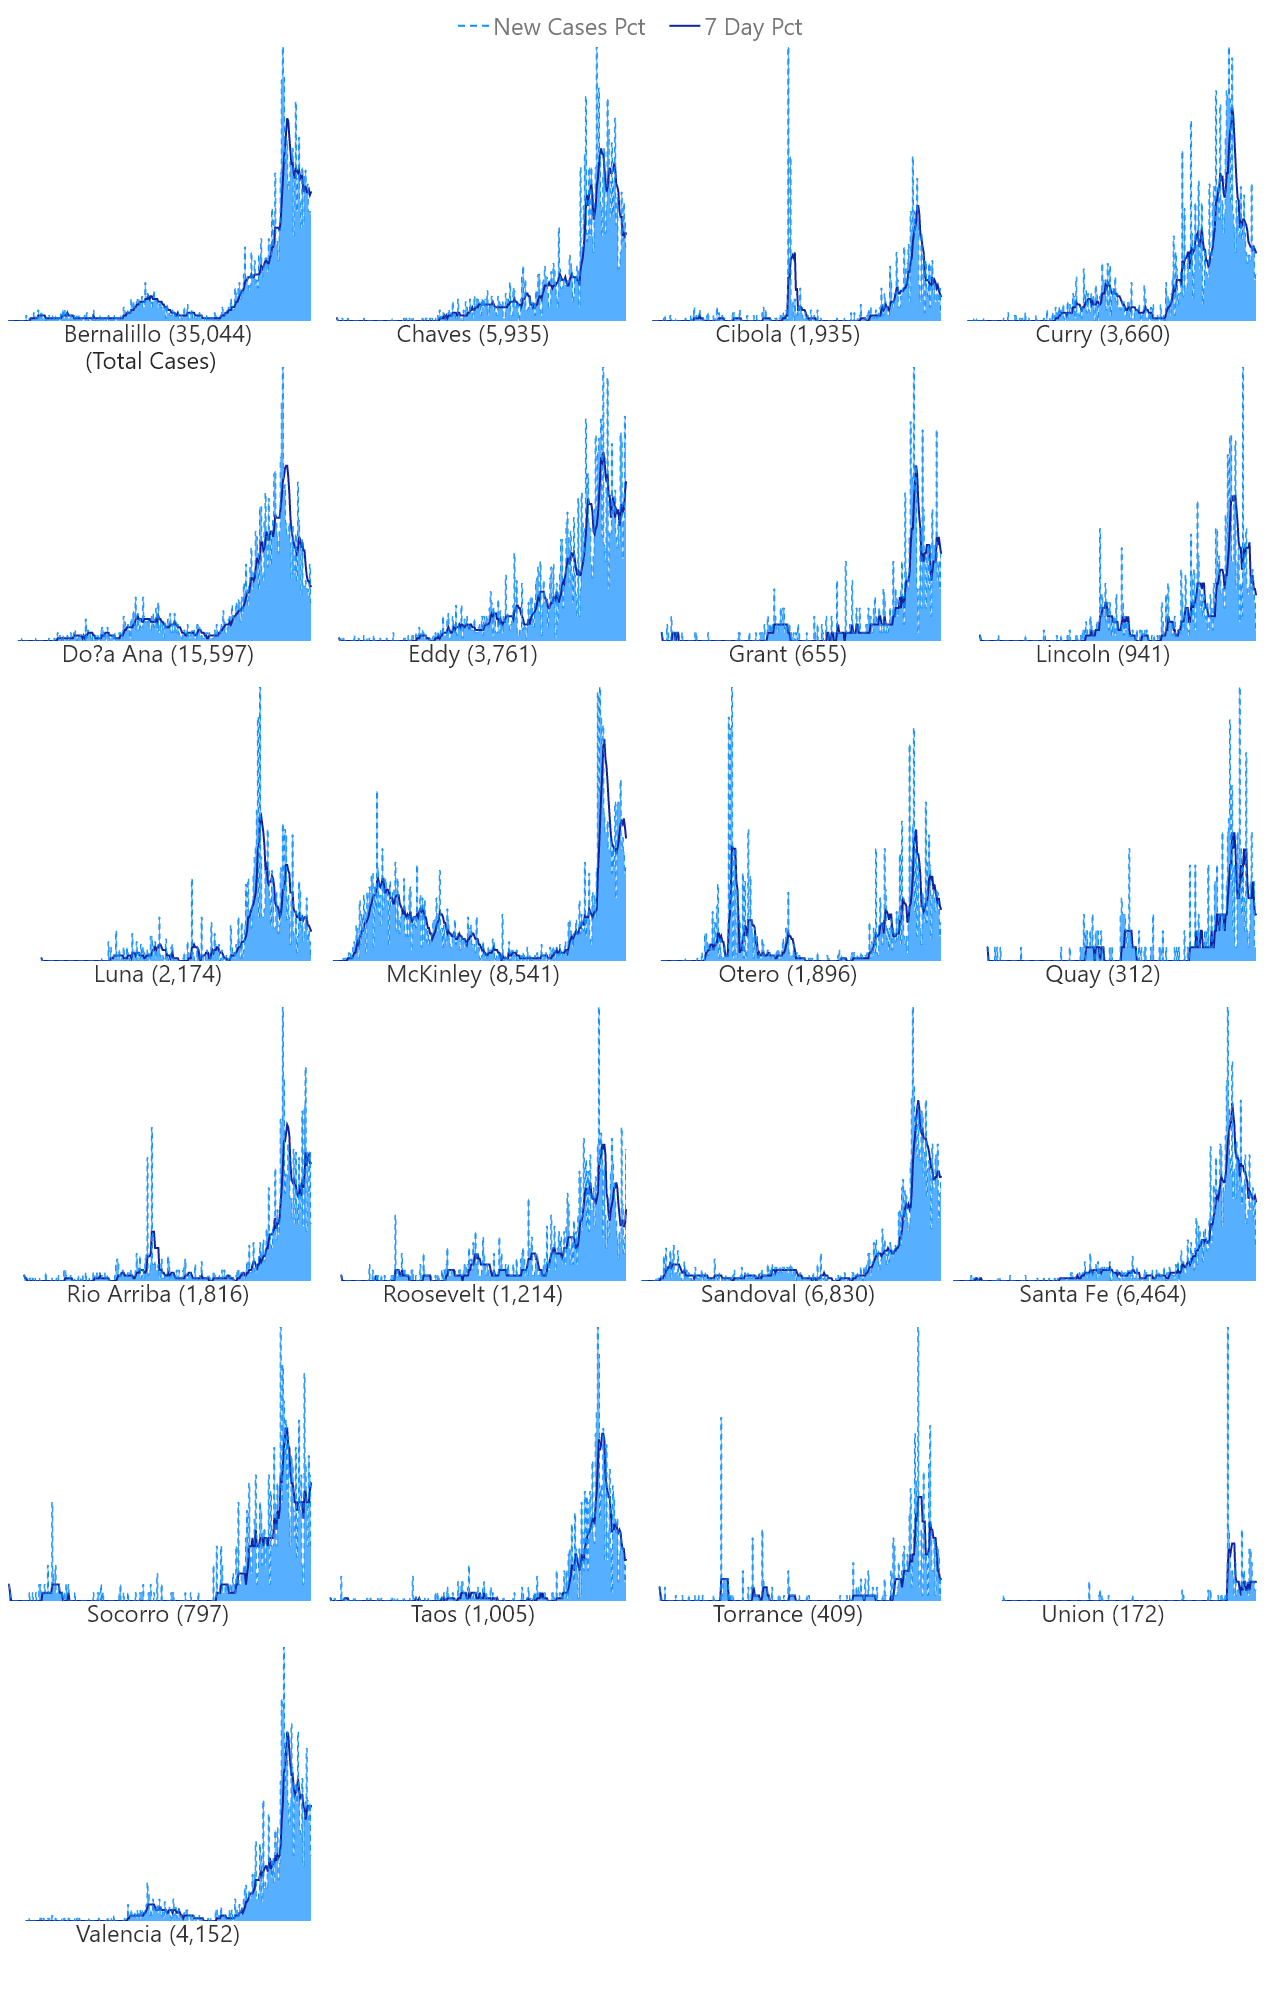 New Cases Pct 7 Day Pct
Bernalillo (35,044) Chaves (5,935) Cibola (1,935) Curry (3,660)
(Total Cases)
Do?a Ana (15,597) Eddy (3,761) Grant (655) Lincoln (941)
Luna (2,174) McKinley (8,541) Otero (1,896) Quay (312)
Rio Arriba (1,816) Roosevelt (1,214) Sandoval (6,830) Santa Fe (6,464)
Socorro (797) Taos (1,005) Torrance (409) Union (172)
Valencia (4,152)